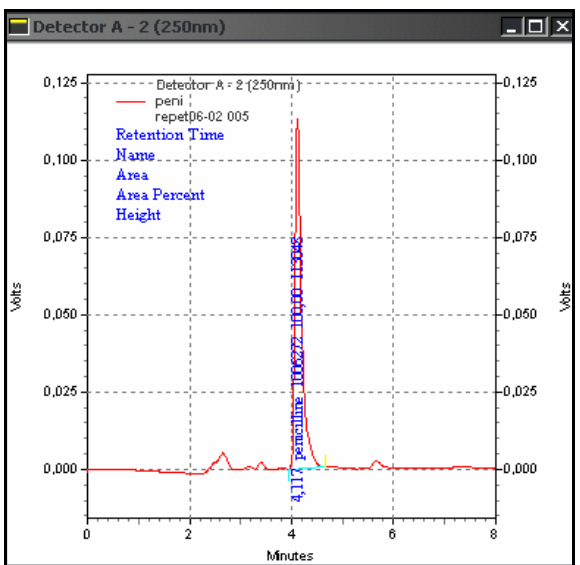 Detector A - 2 (250nm)
Detector A - 2 (250nm)
peni
repet06-02 005
Retention Time
Name
Area
Area Percent
Height
0,125
0,100
0,075
0,050
0,025
0,000
Volts
0,125
0,100
0,075
0,050
0,025
0,000
Volts
4,117 penicilline 1006272 100,00 113048
0 2 4 6 8
Minutes